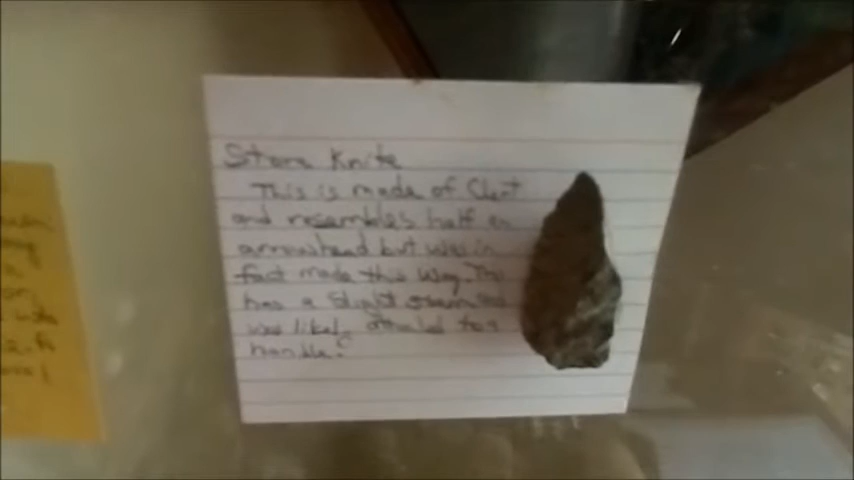 Stone Knife
This is made of Chert
and resembles half an
arrowhead but was in
fact made this way. This
has a slight stem and
was likely attached to a
handle.